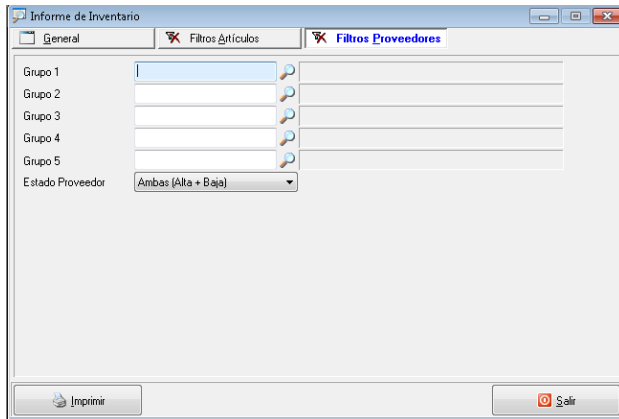 Informe de Inventario
General Filtros Artículos Filtros Proveedores
Grupo 1
Grupo 2
Grupo 3
Grupo 4
Grupo 5
Estado Proveedor Ambas (Alta + Baja)
Imprimir Salir